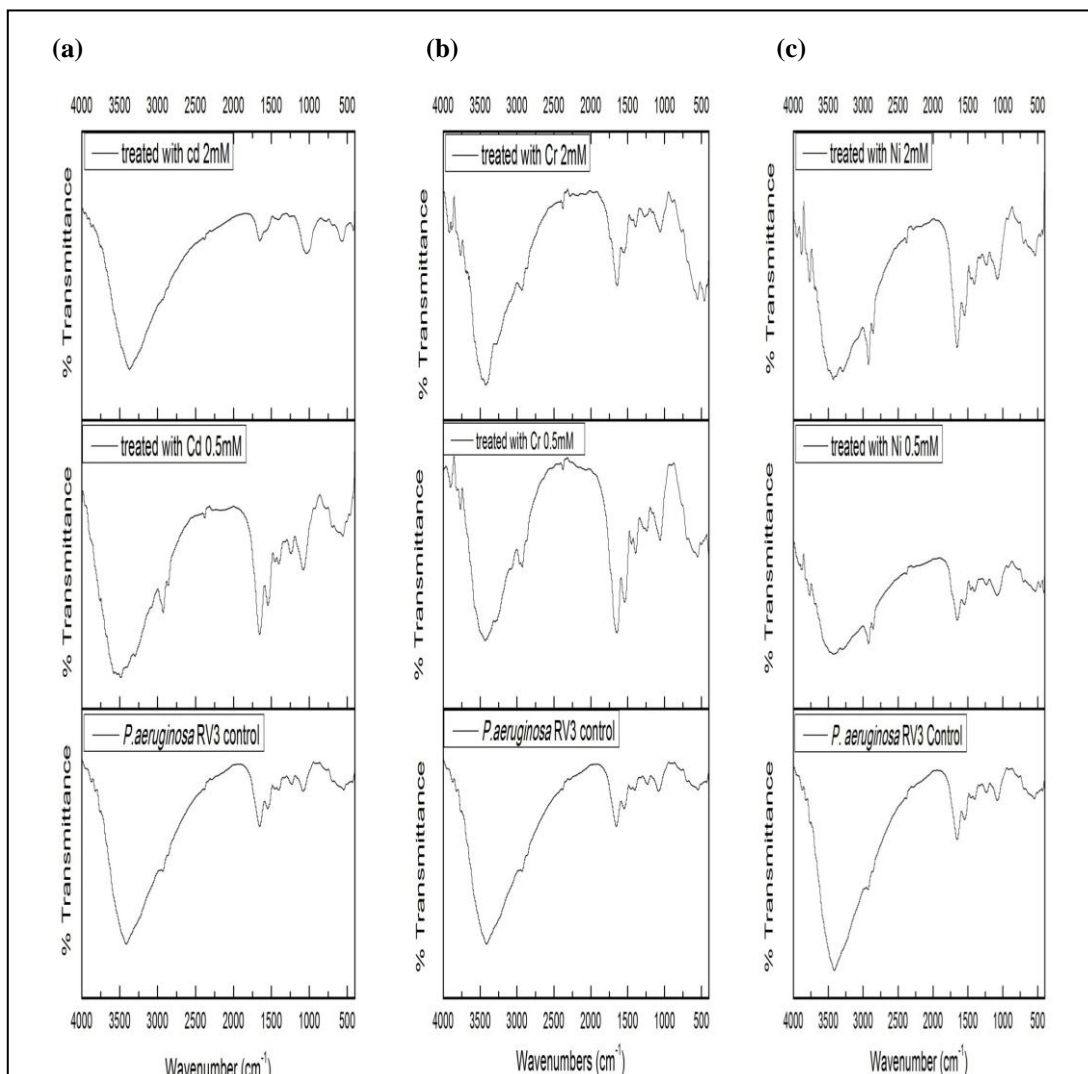 (a) (b) (c)
4000 3500 3000 2500 2000 1500 1000 500
4000 3500 3000 2500 2000 1500 1000 500
4000 3500 3000 2500 2000 1500 1000 500
treated with cd 2mM
treated with Cr 2mM
treated with Ni 2mM
% Transmittance
% Transmittance
% Transmittance
treated with Cd 0.5mM
treated with Cr 0.5mM
treated with Ni 0.5mM
% Transmittance
% Transmittance
% Transmittance
P.aeruginosa RV3 control
P.aeruginosa RV3 control
P. aeruginosa RV3 Control
% Transmittance
% Transmittance
% Transmittance
4000 3500 3000 2500 2000 1500 1000 500
4000 3500 3000 2500 2000 1500 1000 500
4000 3500 3000 2500 2000 1500 1000 500
Wavenumber (cm⁻¹)
Wavenumbers (cm⁻¹)
Wavenumber (cm⁻¹)